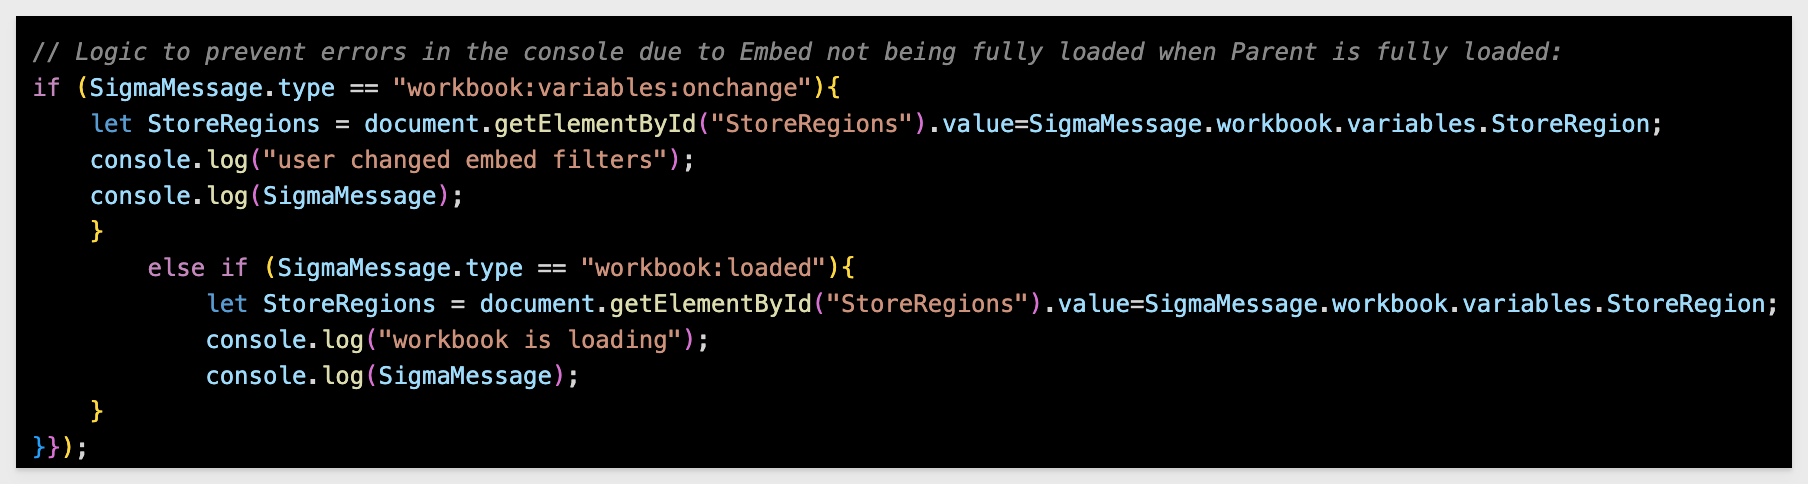 // Logic to prevent errors in the console due to Embed not being fully loaded when Parent is fully loaded:
if (SigmaMessage.type == "workbook:variables:onchange"){
    let StoreRegions = document.getElementById("StoreRegions").value=SigmaMessage.workbook.variables.StoreRegion;
    console.log("user changed embed filters");
    console.log(SigmaMessage);
    }
        else if (SigmaMessage.type == "workbook:loaded"){
            let StoreRegions = document.getElementById("StoreRegions").value=SigmaMessage.workbook.variables.StoreRegion;
            console.log("workbook is loading");
            console.log(SigmaMessage);
    }
}});